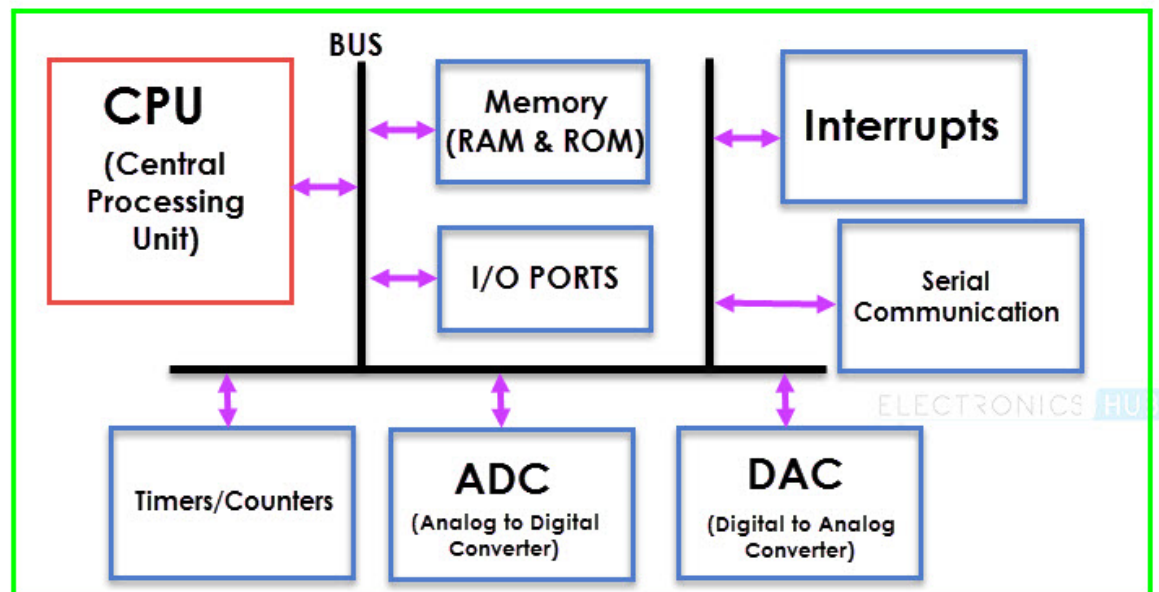 BUS
CPU
(Central
Processing
Unit)
Memory
(RAM & ROM)
I/O PORTS
Interrupts
Serial
Communication
ELECTRONICS HUB
Timers/Counters
ADC
(Analog to Digital
Converter)
DAC
(Digital to Analog
Converter)